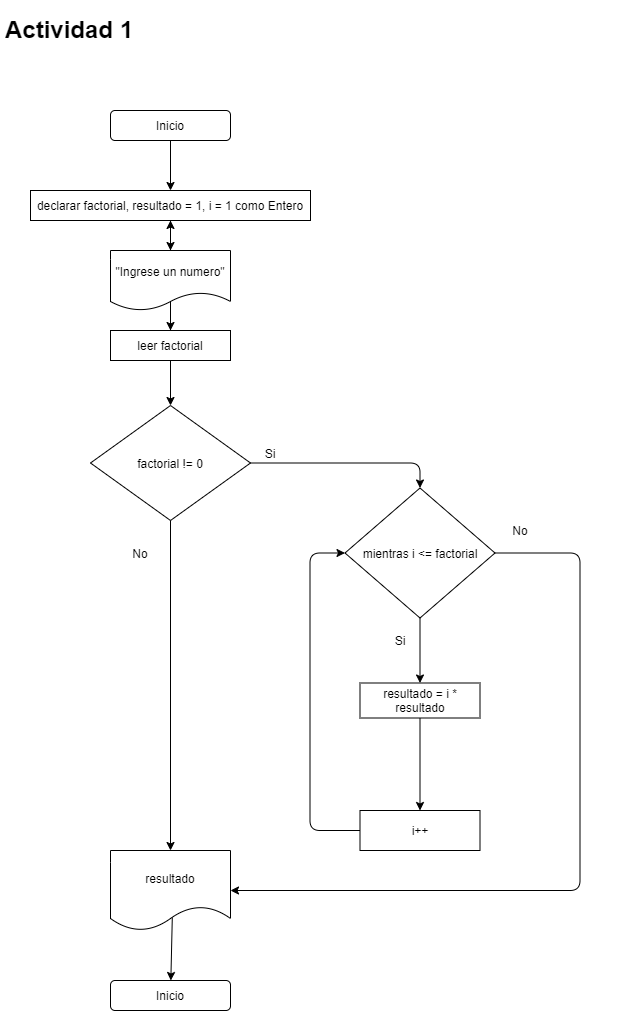 Actividad 1
Inicio
declarar factorial, resultado = 1, i = 1 como Entero
"Ingrese un numero"
leer factorial
factorial != 0
Si
No
mientras i <= factorial
No
Si
resultado = i *
resultado
i++
resultado
Inicio